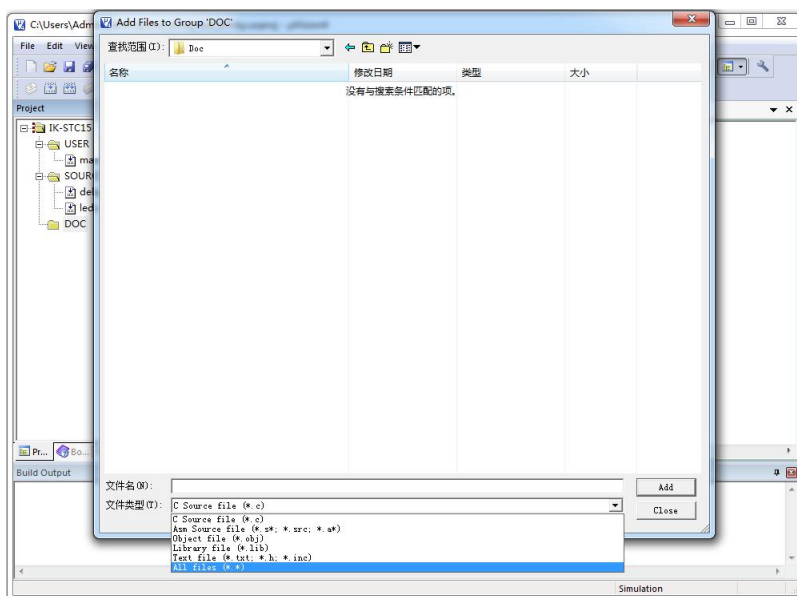 C:\Users\Adm
Add Files to Group 'DOC'
File Edit View
查找范围(I): Doc
名称 修改日期 类型 大小
没有与搜索条件匹配的项。
Project
IK-STC15
USER
ma
SOUR
del
led
DOC
Pr... Bo...
Build Output
文件名(N): Add
文件类型(T): C Source file (*.c) Close
C Source file (*.c)
Asm Source file (*.s*; *.src; *.a*)
Object file (*.obj)
Library file (*.lib)
Text file (*.txt; *.h; *.inc)
All files (*.*)
Simulation